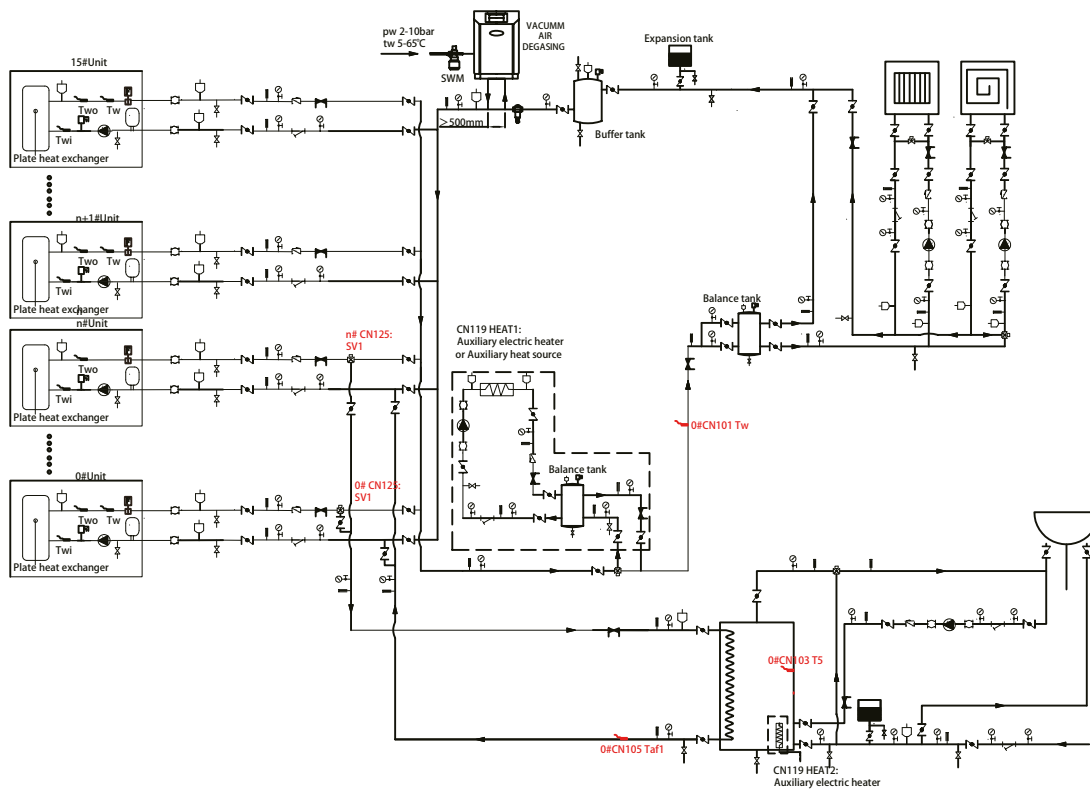 pw 2-10bar
tw 5-65℃
SWM
VACUMM
AIR
DEGASING
Expansion tank
15#Unit
Two
Tw
Twi
Plate heat exchanger
>500mm
Buffer tank
n+1#Unit
Two
Tw
Twi
Plate heat exchanger
n#Unit
Two
Twi
Plate heat exchanger
n# CN125:
SV1
CN119 HEAT1:
Auxiliary electric heater
or Auxiliary heat source
Balance tank
0#CN101 Tw
Balance tank
0#Unit
Two
Tw
Twi
Plate heat exchanger
0# CN125:
SV1
0#CN103 T5
0#CN105 Taf1
CN119 HEAT2:
Auxiliary electric heater